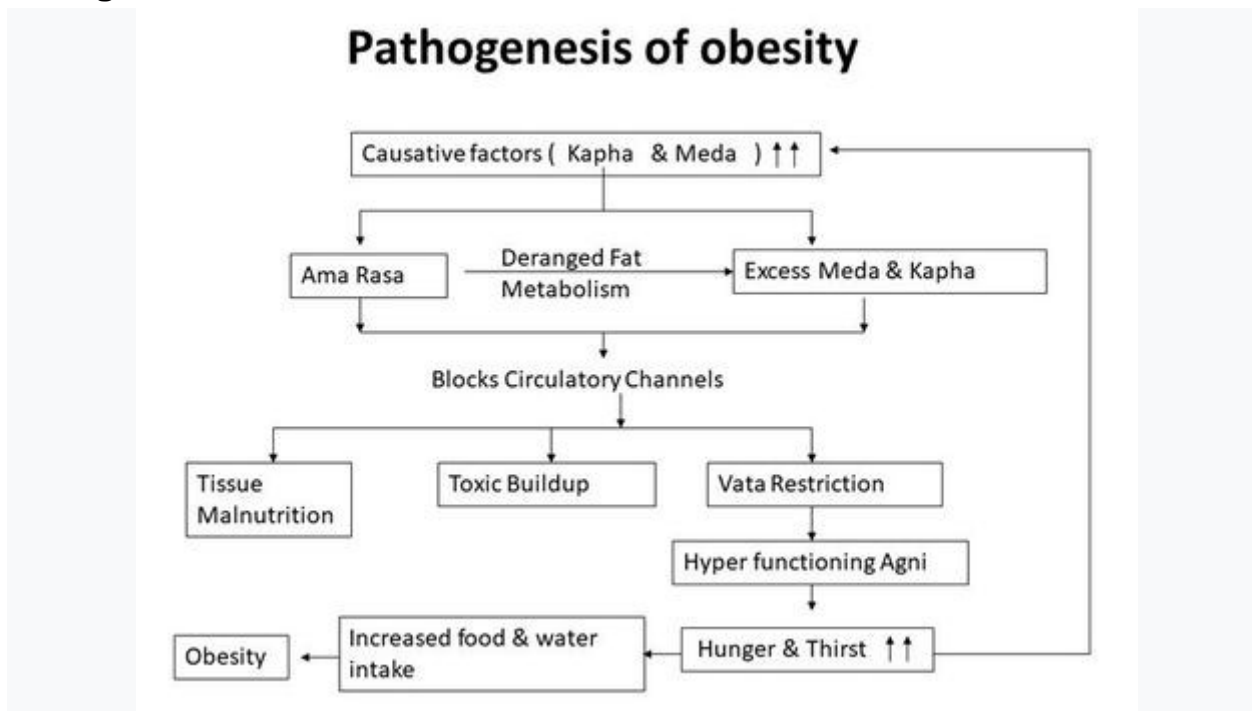 Pathogenesis of obesity
Causative factors ( Kapha & Meda ) ↑↑
Ama Rasa
Deranged Fat
Metabolism
Excess Meda & Kapha
Blocks Circulatory Channels
Tissue
Malnutrition
Toxic Buildup
Vata Restriction
Hyper functioning Agni
Hunger & Thirst ↑↑
Increased food & water
intake
Obesity